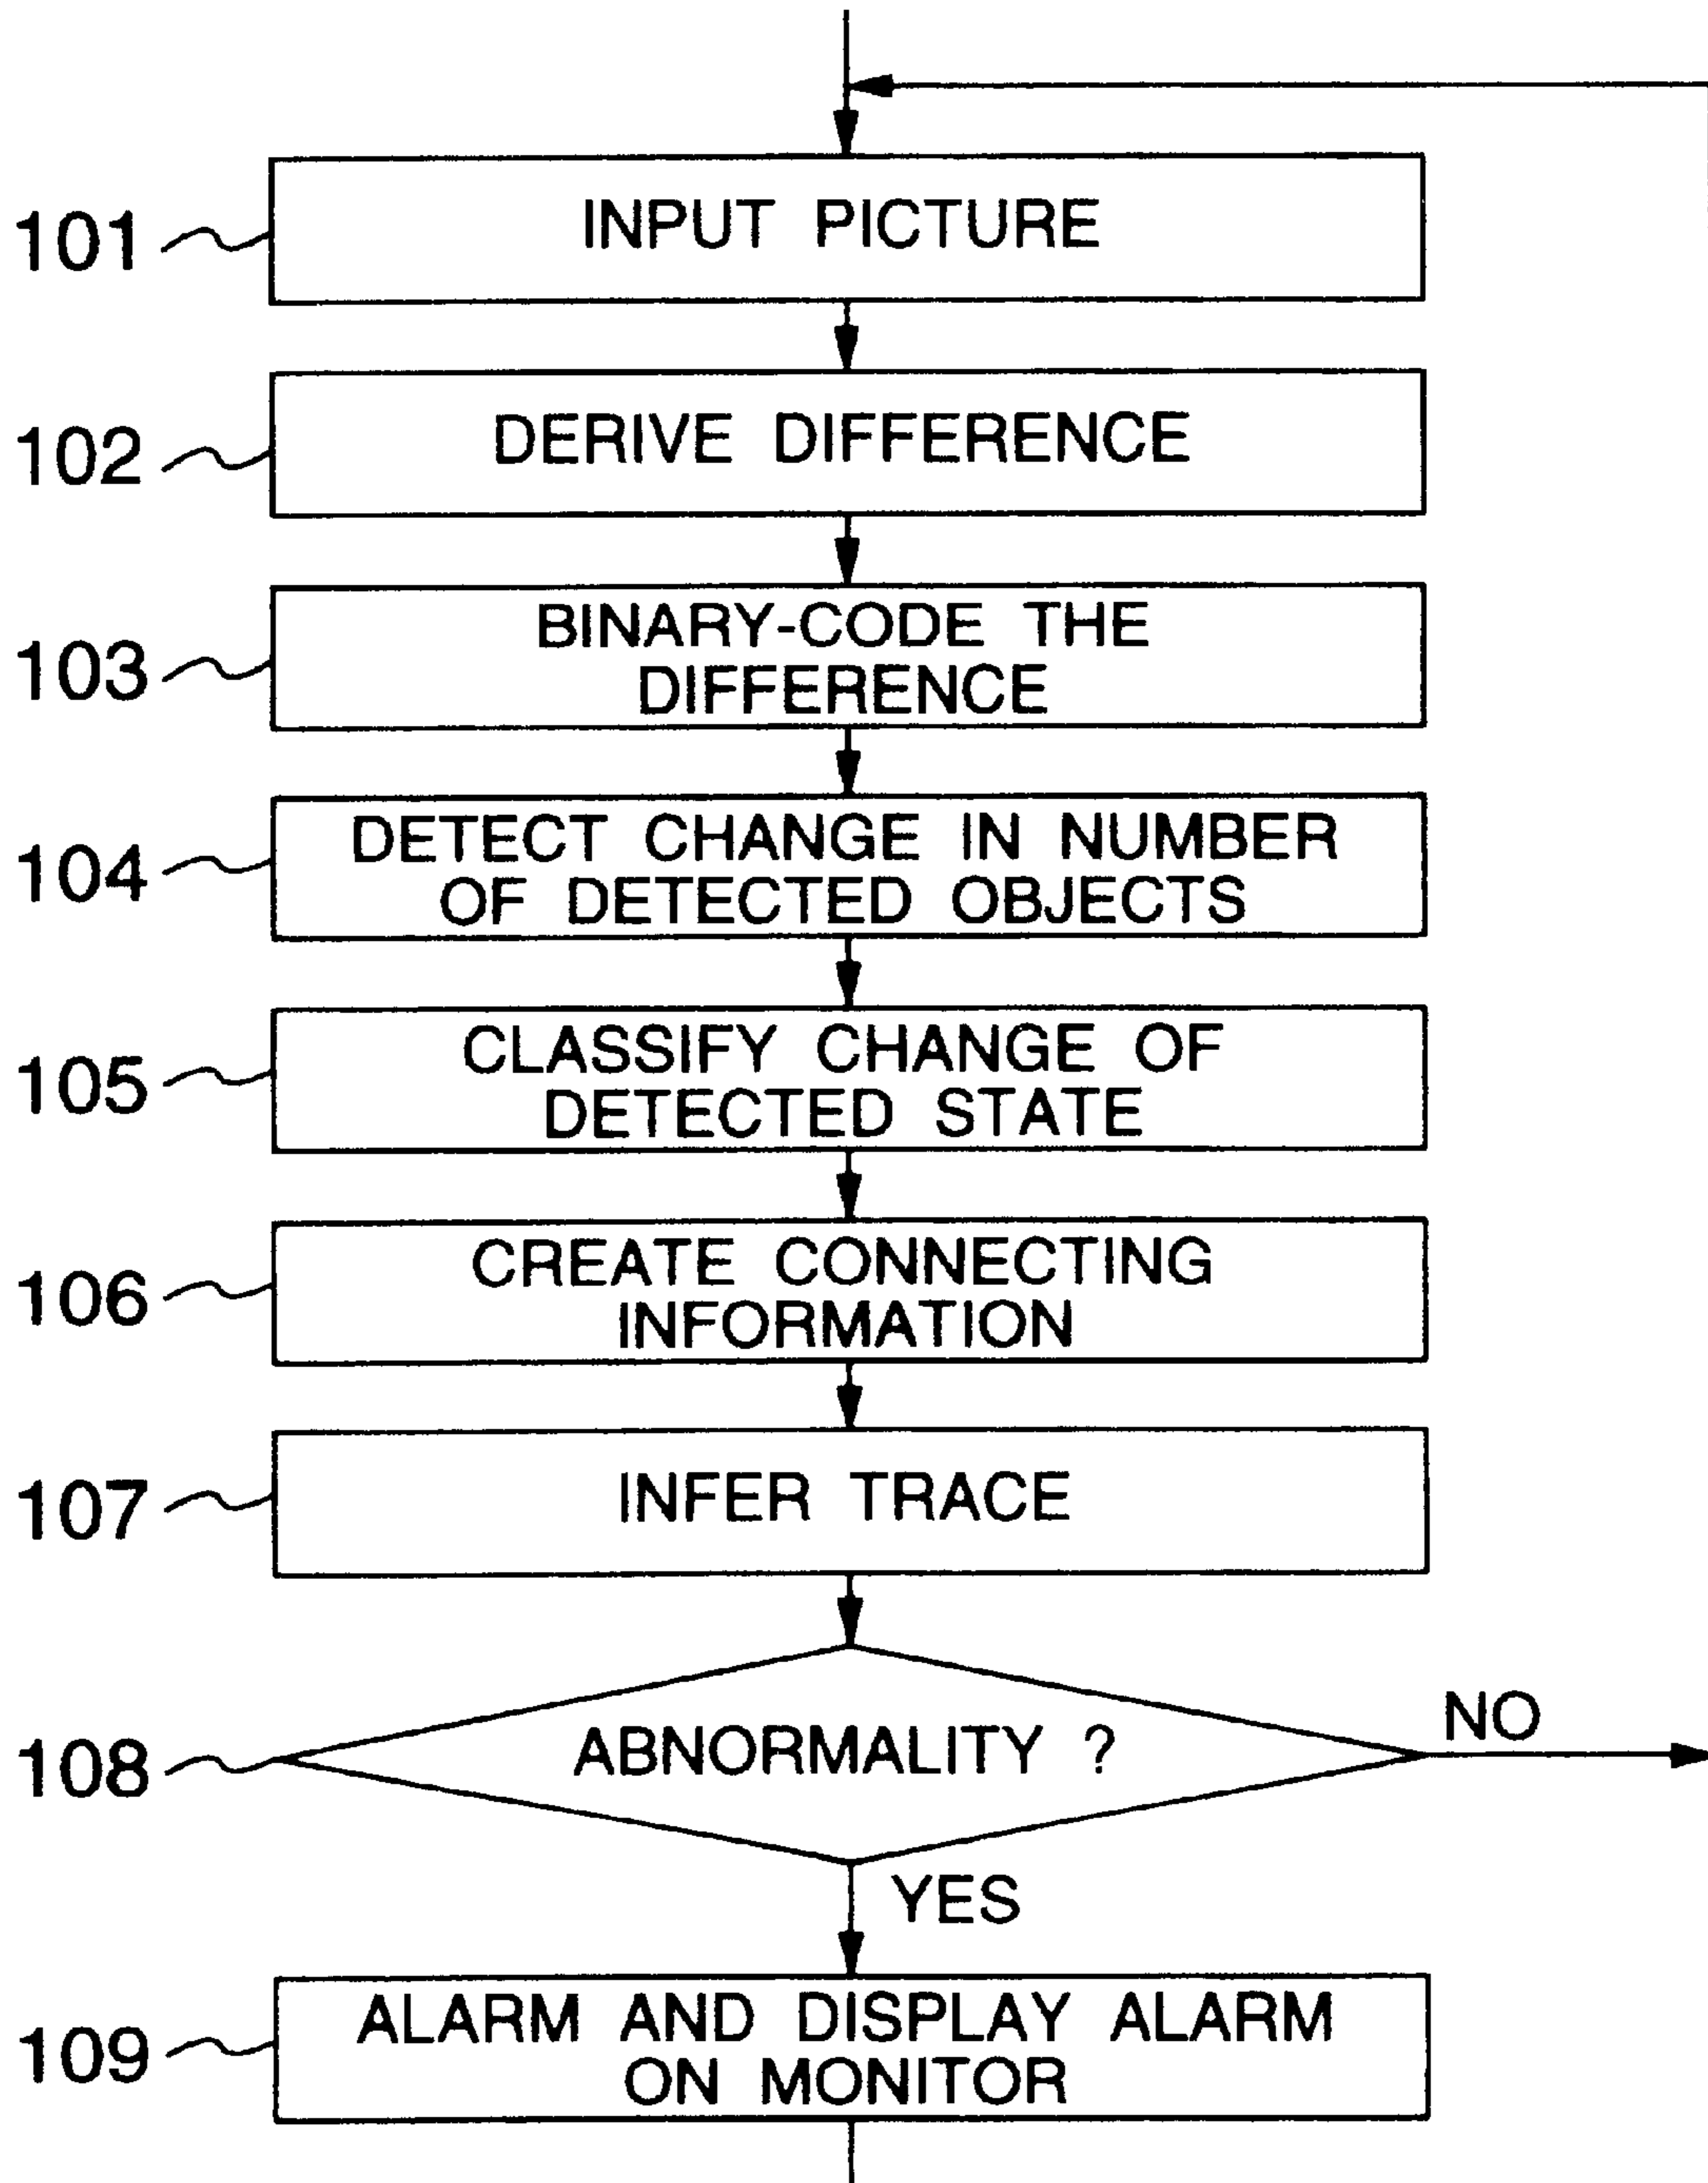 101
INPUT PICTURE
102
DERIVE DIFFERENCE
103
BINARY-CODE THE
DIFFERENCE
104
DETECT CHANGE IN NUMBER
OF DETECTED OBJECTS
105
CLASSIFY CHANGE OF
DETECTED STATE
106
CREATE CONNECTING
INFORMATION
107
INFER TRACE
108
ABNORMALITY ?
NO
YES
109
ALARM AND DISPLAY ALARM
ON MONITOR